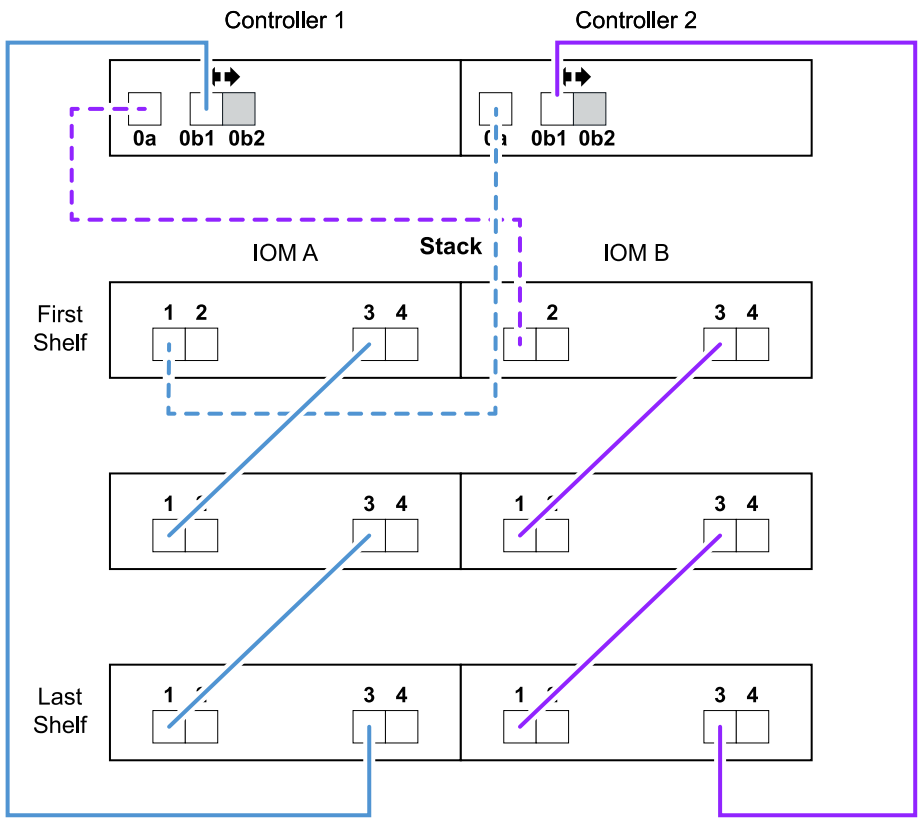 Controller 1 Controller 2
0a 0b1 0b2 0b1 0b2
Stack
IOM A IOM B
First
Shelf
1 2 3 4 2 3 4
1 3 4 1 3 4
Last
Shelf
1 3 4 1 3 4